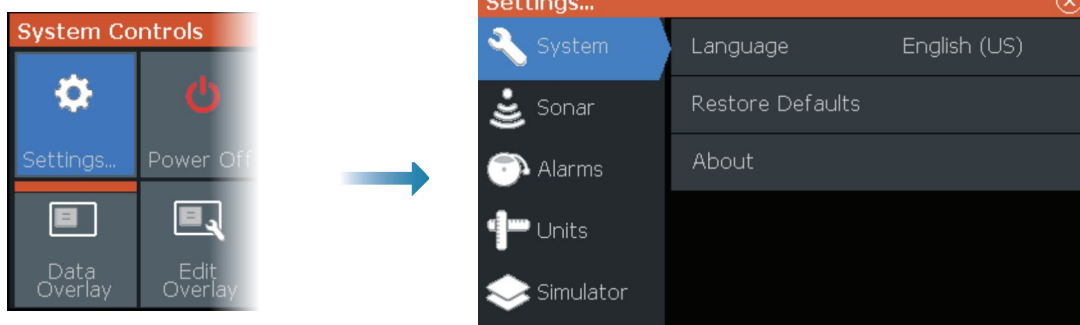 System Controls
Settings...
Power Off
Data
Overlay
Edit
Overlay
Settings...
System
Sonar
Alarms
Units
Simulator
Language English (US)
Restore Defaults
About